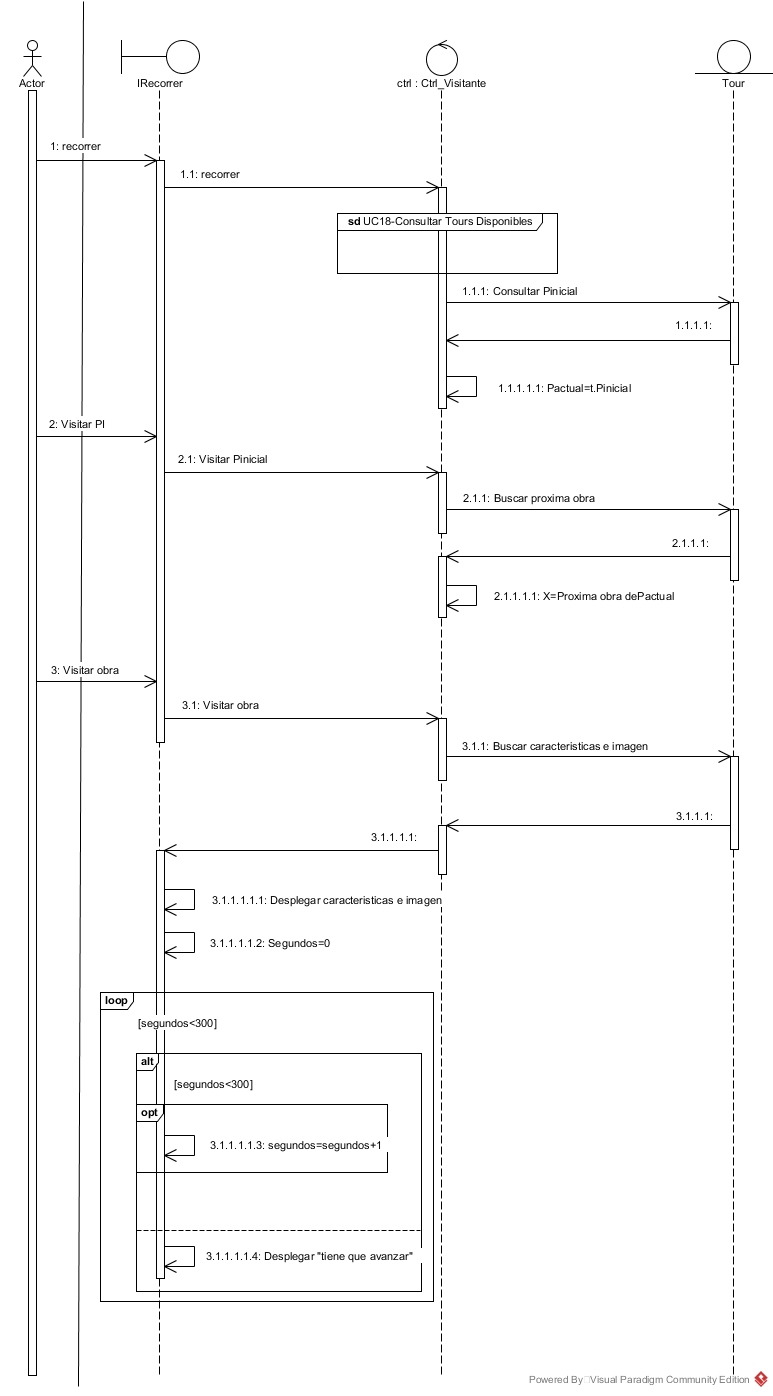 Actor
IRecorrer
ctrl : Ctrl_Visitante
Tour
1: recorrer
1.1: recorrer
sd UC18-Consultar Tours Disponibles
1.1.1: Consultar Pinicial
1.1.1.1:
1.1.1.1.1: Pactual=t.Pinicial
2: Visitar PI
2.1: Visitar Pinicial
2.1.1: Buscar proxima obra
2.1.1.1:
2.1.1.1.1: X=Proxima obra dePactual
3: Visitar obra
3.1: Visitar obra
3.1.1: Buscar caracteristicas e imagen
3.1.1.1:
3.1.1.1.1:
3.1.1.1.1.1: Desplegar caracteristicas e imagen
3.1.1.1.1.2: Segundos=0
loop
[segundos<300]
alt
[segundos<300]
opt
3.1.1.1.1.3: segundos=segundos+1
3.1.1.1.1.4: Desplegar "tiene que avanzar"
Powered By Visual Paradigm Community Edition